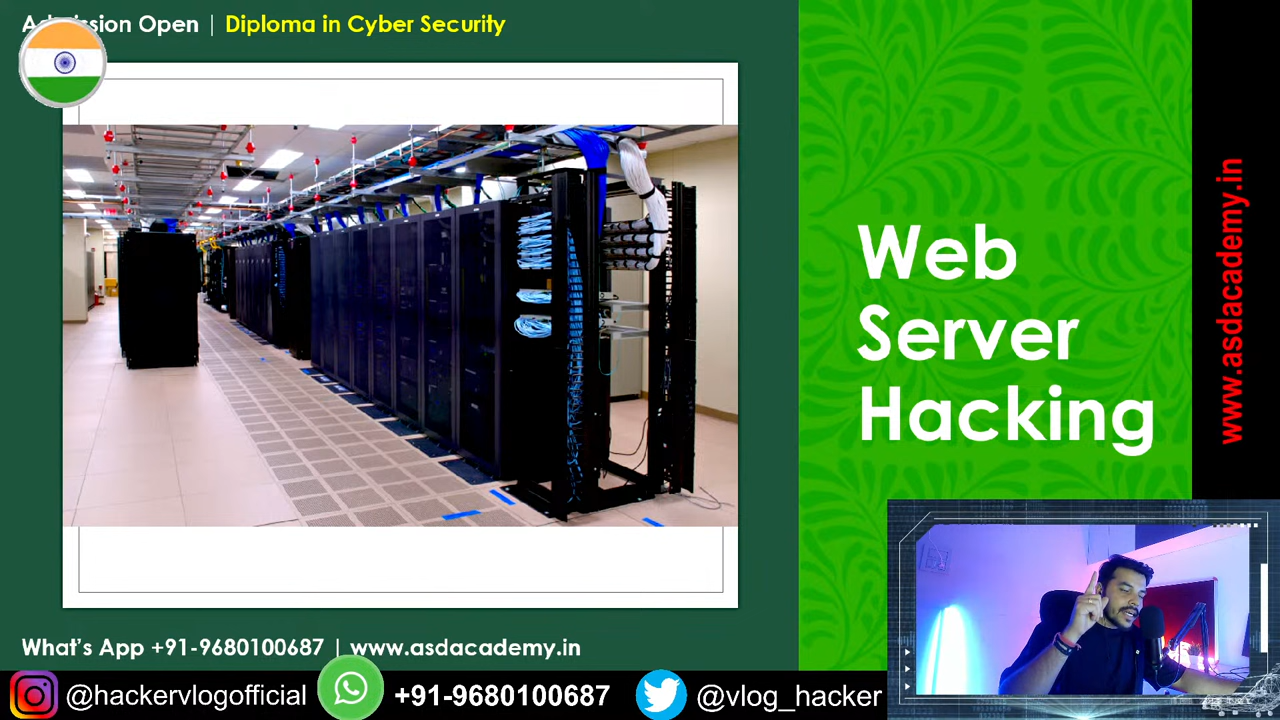 Admission Open | Diploma in Cyber Security
Web
Server
Hacking
www.asdacademy.in
What's App +91-9680100687 | www.asdacademy.in
@hackervlogofficial
+91-9680100687
@vlog_hacker